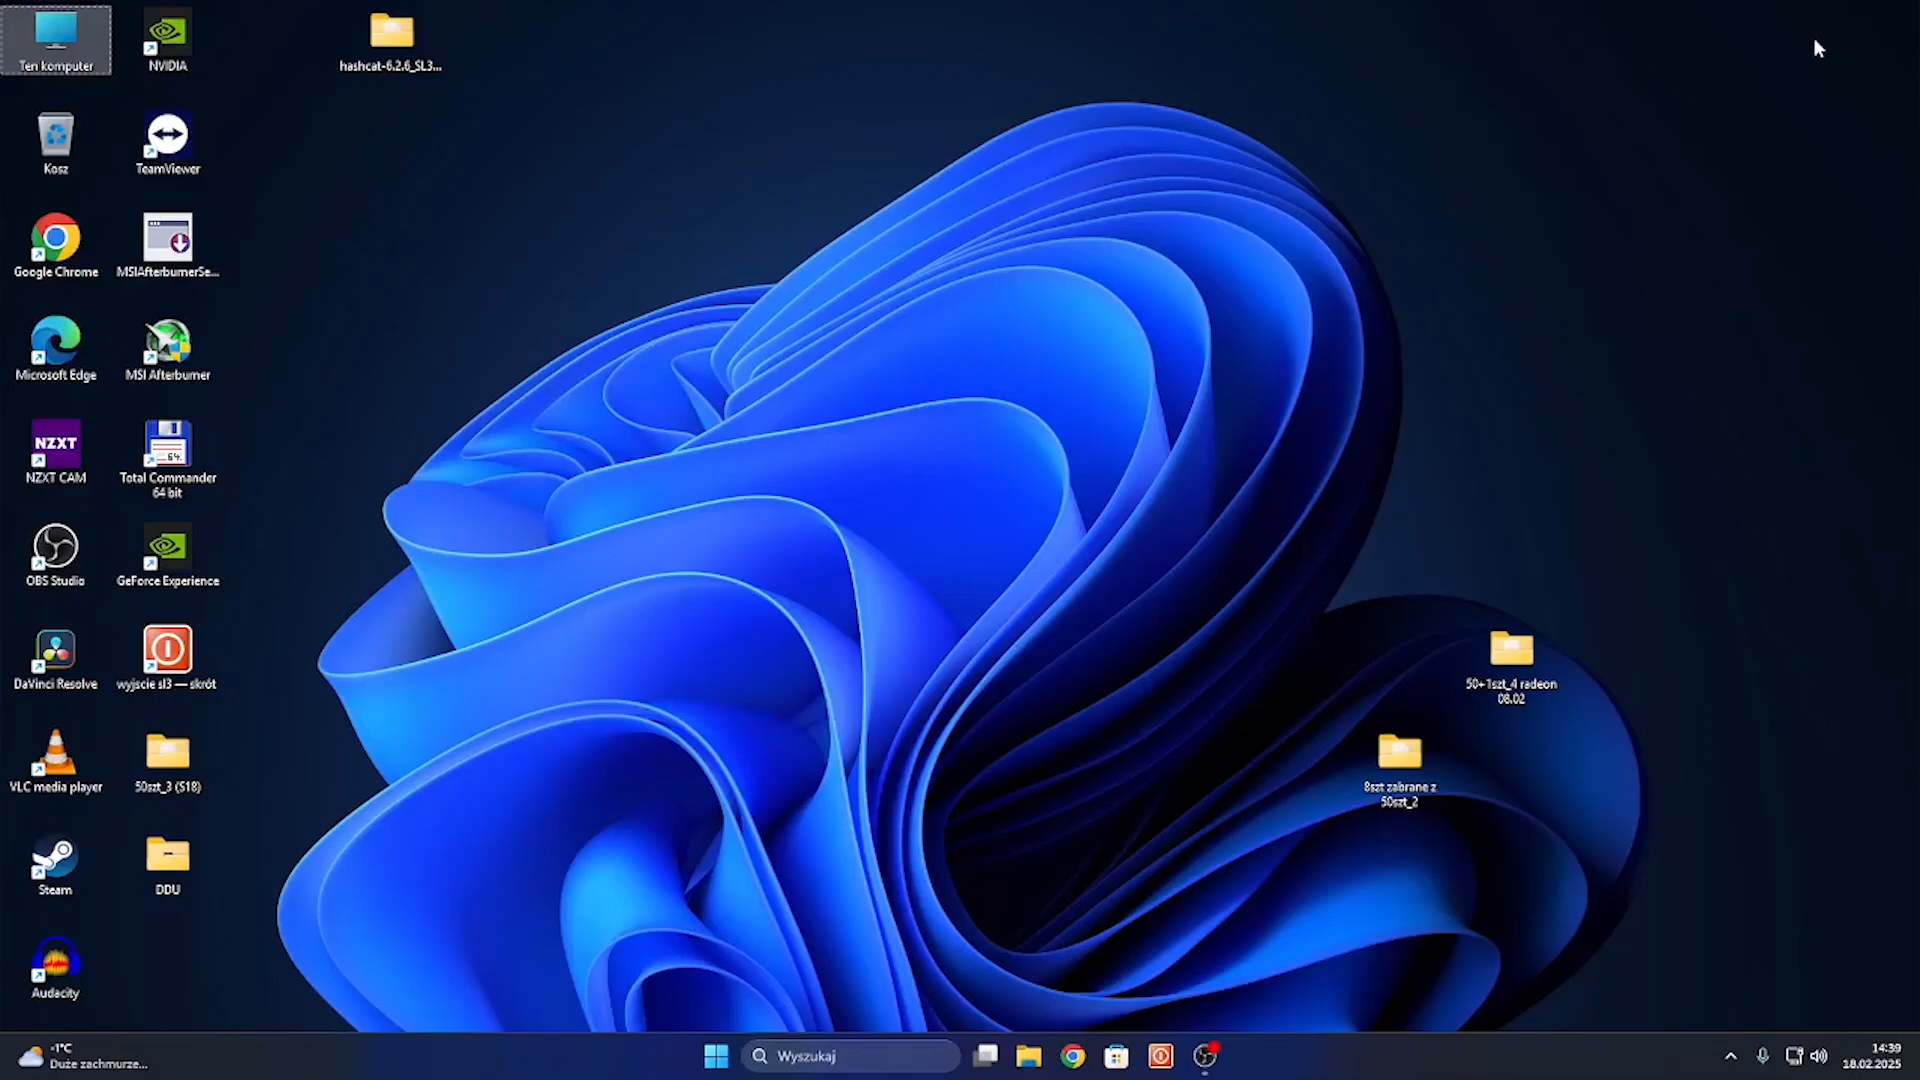 Ten komputer
NVIDIA
hashcat-6.2.6_SL3...
Kosz
TeamViewer
Google Chrome
MSIAfterburnerSe...
Microsoft Edge
MSI Afterburner
NZXT
NZXT CAM
64
Total Commander
64 bit
OBS Studio
GeForce Experience
DaVinci Resolve
wyjscie sl3 — skrót
VLC media player
50szt_3 (S18)
Steam
DDU
Audacity
50+1szt_4 radeon
08.02
8szt zabrane z
50szt_2
-1°C
Duże zachmurze...
Wyszukaj
14:39
18.02.2025